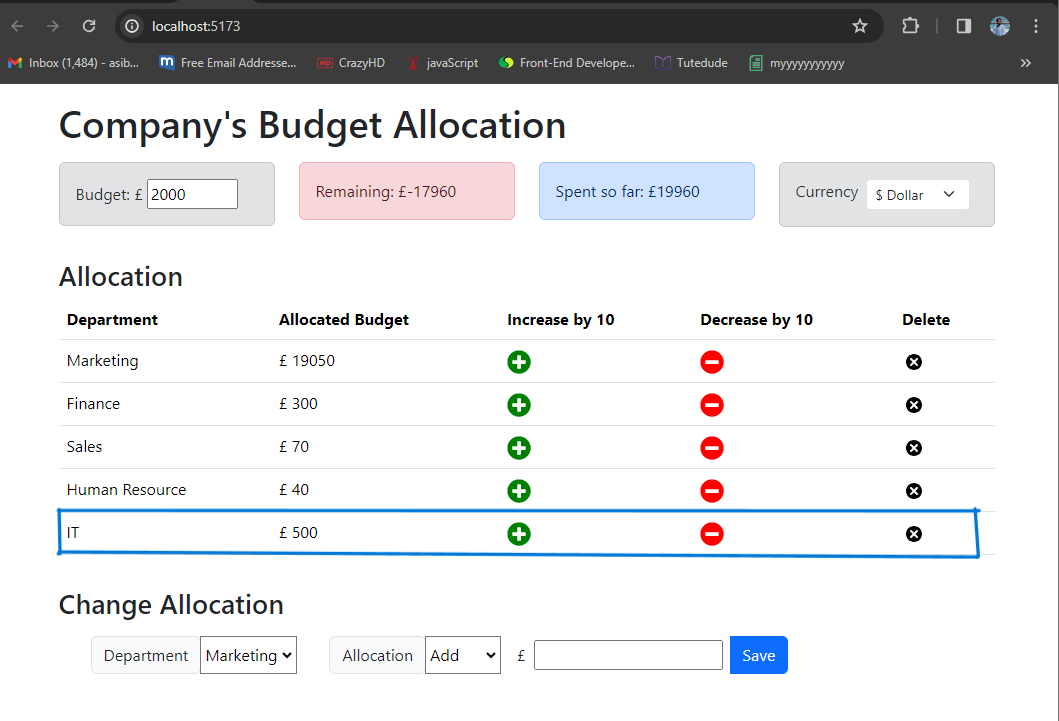 localhost:5173
Inbox (1,484) - asib... Free Email Addresse... HD CrazyHD javaScript Front-End Develope... Tutedude myyyyyyyyyyy
Company's Budget Allocation
Budget: £ 2000 Remaining: £-17960 Spent so far: £19960 Currency $ Dollar
Allocation
Department Allocated Budget Increase by 10 Decrease by 10 Delete
Marketing £ 19050
Finance £ 300
Sales £ 70
Human Resource £ 40
IT £ 500
Change Allocation
Department Marketing Allocation Add £ Save